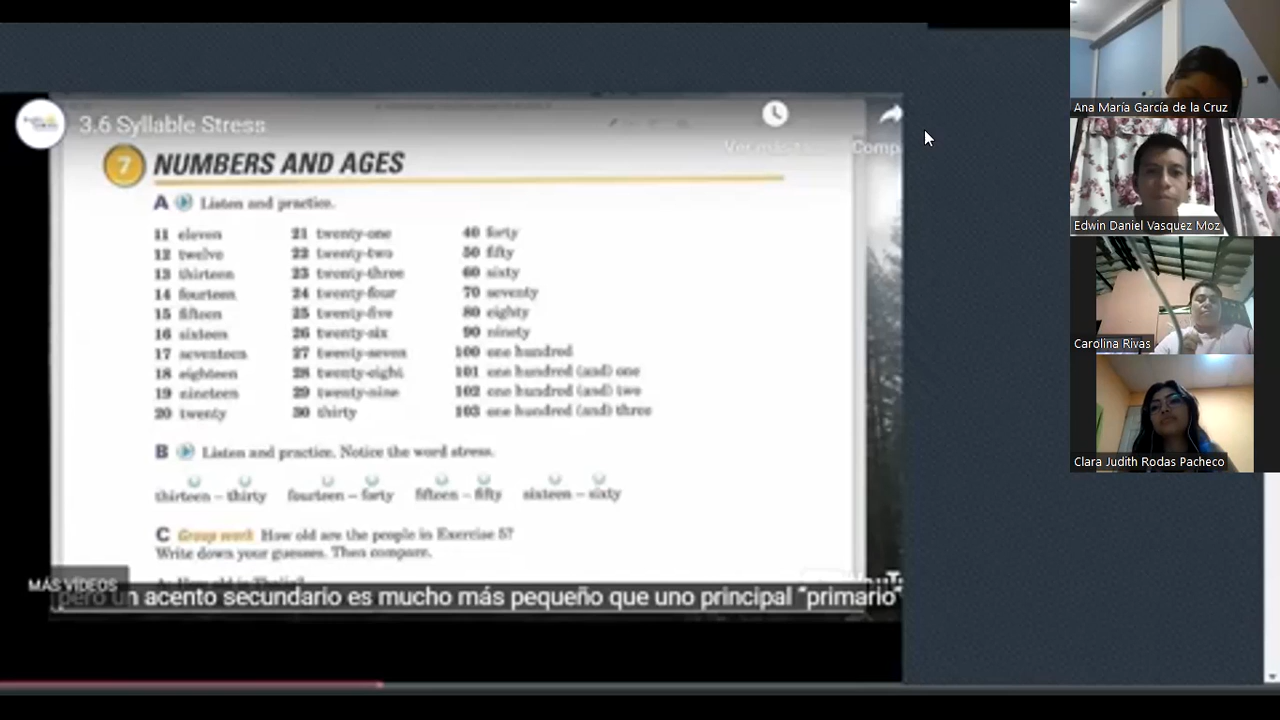 3.6 Syllable Stress
7 NUMBERS AND AGES
A Listen and practice.
11 eleven 21 twenty-one 40 forty
12 twelve 22 twenty-two 50 fifty
13 thirteen 23 twenty-three 60 sixty
14 fourteen 24 twenty-four 70 seventy
15 fifteen 25 twenty-five 80 eighty
16 sixteen 26 twenty-six 90 ninety
17 seventeen 27 twenty-seven 100 one hundred
18 eighteen 28 twenty-eight 101 one hundred (and) one
19 nineteen 29 twenty-nine 102 one hundred (and) two
20 twenty 30 thirty 103 one hundred (and) three
B Listen and practice. Notice the word stress.
thirteen – thirty fourteen – forty fifteen – fifty sixteen – sixty
C Group work How old are the people in Exercise 5?
Write down your guesses. Then compare.
MÁS VÍDEOS
pero un acento secundario es mucho más pequeño que uno principal "primario"
Ana María García de la Cruz
Edwin Daniel Vasquez Moz
Carolina Rivas
Clara Judith Rodas Pacheco